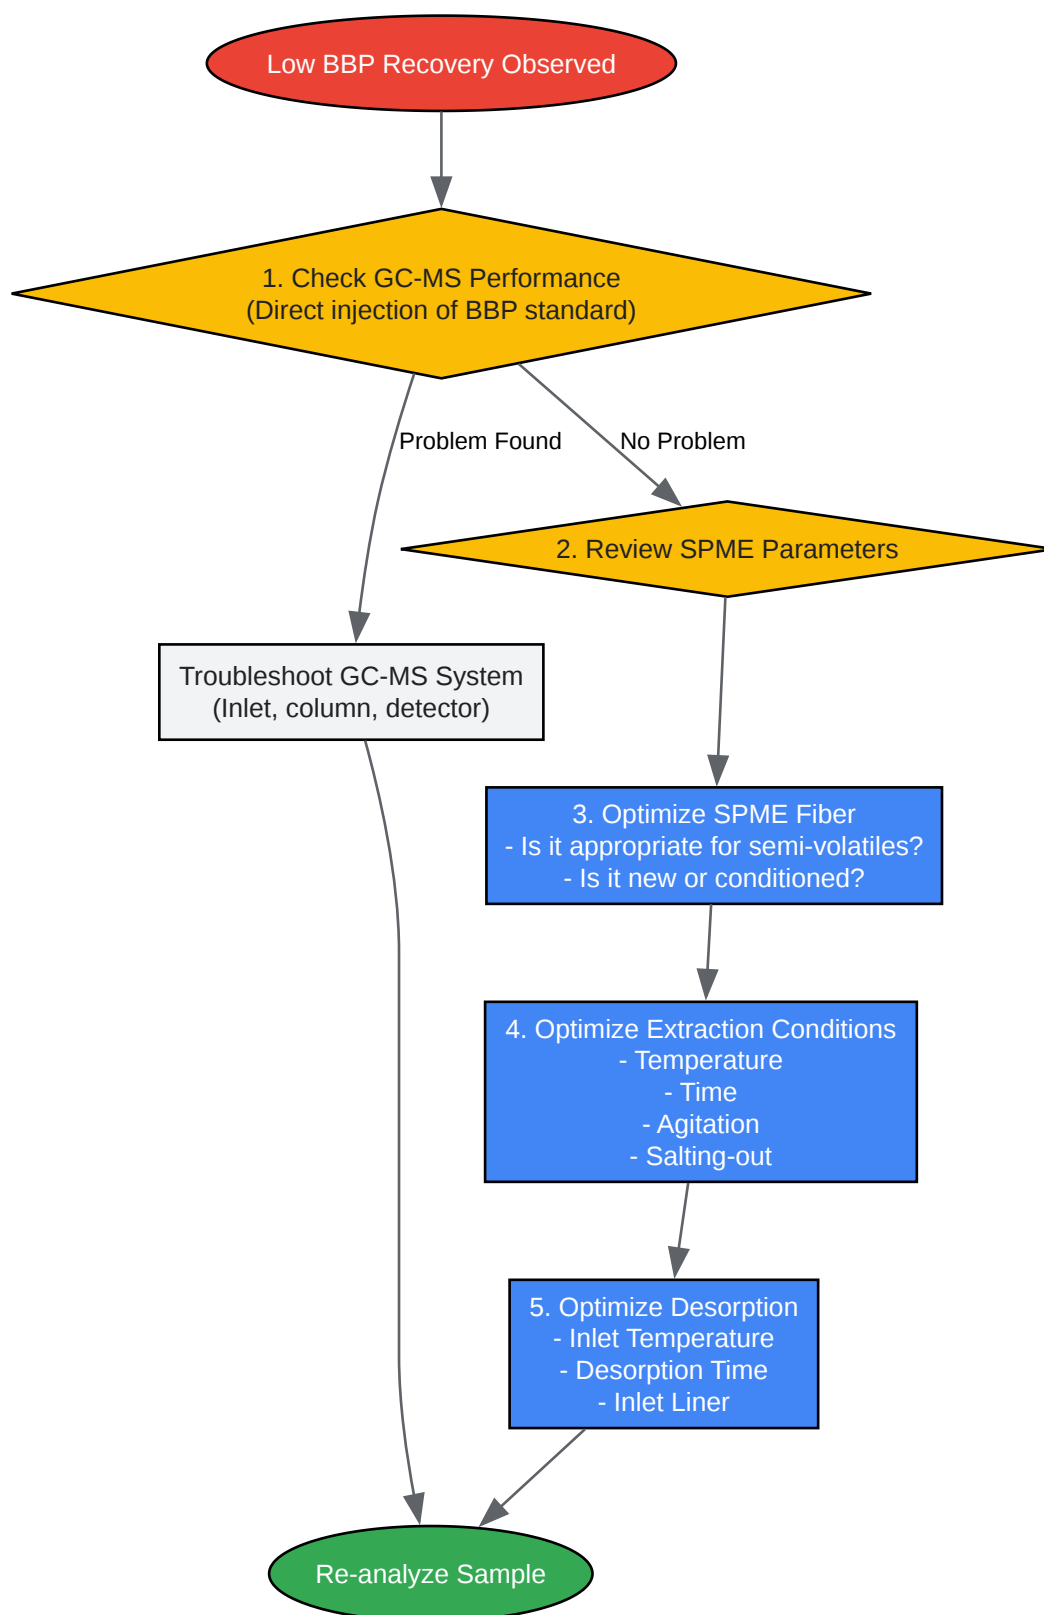 Low BBP Recovery Observed
1. Check GC-MS Performance
(Direct injection of BBP standard)
Problem Found
No Problem
2. Review SPME Parameters
Troubleshoot GC-MS System
(Inlet, column, detector)
3. Optimize SPME Fiber
- Is it appropriate for semi-volatiles?
- Is it new or conditioned?
4. Optimize Extraction Conditions
- Temperature
- Time
- Agitation
- Salting-out
5. Optimize Desorption
- Inlet Temperature
- Desorption Time
- Inlet Liner
Re-analyze Sample